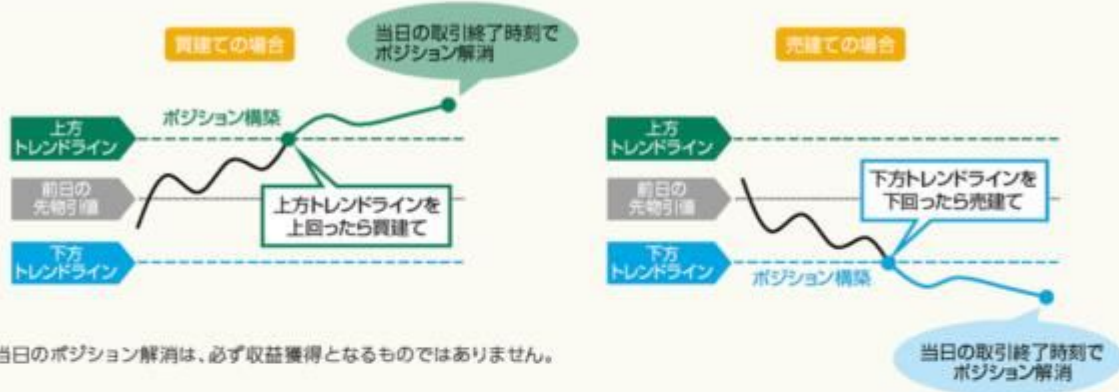 買建ての場合
当日の取引終了時刻で
ポジション解消
上方
トレンドライン
ポジション構築
前日の
先物引値
上方トレンドラインを
上回ったら買建て
下方
トレンドライン
売建ての場合
上方
トレンドライン
前日の
先物引値
下方トレンドラインを
下回ったら売建て
下方
トレンドライン
ポジション構築
当日の取引終了時刻で
ポジション解消
当日のポジション解消は、必ず収益獲得となるものではありません。